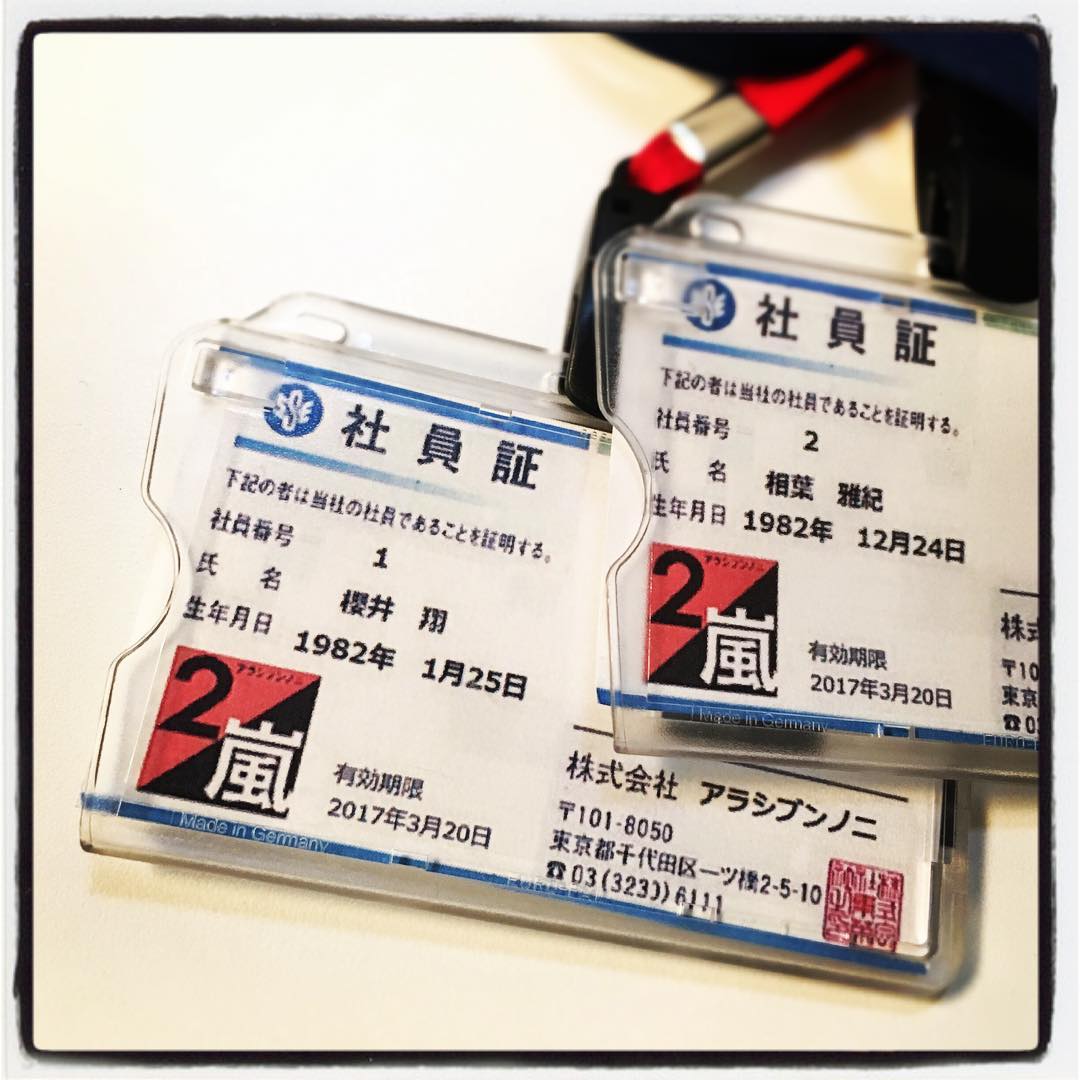 社員証
下記の者は当社の社員であることを証明する。
社員番号 1
氏 名 櫻井 翔
生年月日 1982年 1月25日
アラシブンノニ
2
嵐
有効期限
2017年3月20日
株式会社 アラシブンノニ
〒101-8050
東京都千代田区一ツ橋2-5-10
☎03(3230)6111
Made in Germany
社員証
下記の者は当社の社員であることを証明する。
社員番号 2
氏 名 相葉 雅紀
生年月日 1982年 12月24日
アラシブンノニ
2
嵐
有効期限
2017年3月20日
株式
〒10
東京
☎03
Made in Germany